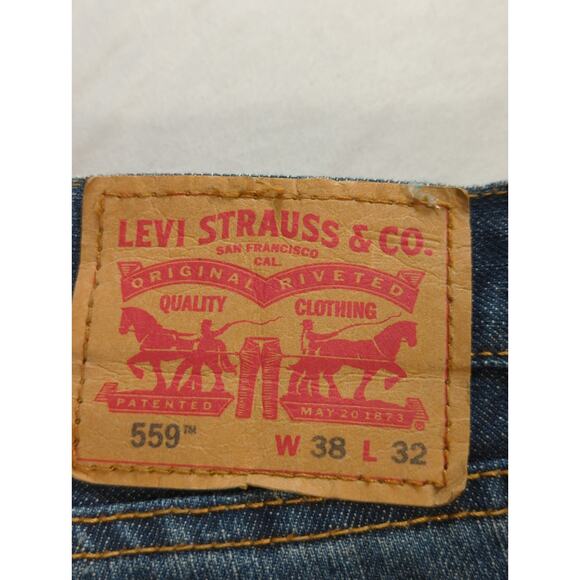 LEVI STRAUSS & CO.
SAN FRANCISCO
CAL.
ORIGINAL RIVETED
QUALITY CLOTHING
PATENTED MAY 20 1873 ®
559™ W 38 L 32